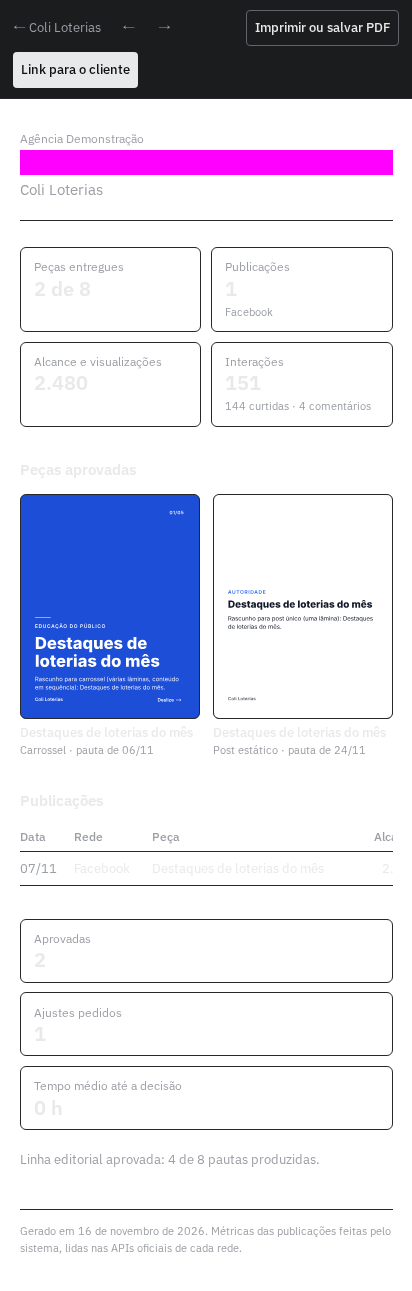 ← Coli Loterias ← → Imprimir ou salvar PDF
Link para o cliente
Agência Demonstração
Coli Loterias
Peças entregues
2 de 8
Publicações
1
Facebook
Alcance e visualizações
2.480
Interações
151
144 curtidas · 4 comentários
Peças aprovadas
01/05
EDUCAÇÃO DO PÚBLICO
Destaques de
loterias do mês
Rascunho para carrossel (várias lâminas, conteúdo
em sequência): Destaques de loterias do mês.
Coli Loterias Deslize →
Destaques de loterias do mês
Carrossel · pauta de 06/11
AUTORIDADE
Destaques de loterias do mês
Rascunho para post único (uma lâmina): Destaques
de loterias do mês.
Coli Loterias
Destaques de loterias do mês
Post estático · pauta de 24/11
Publicações
Data Rede Peça
07/11 Facebook Destaques de loterias do mês 2.
Aprovadas
2
Ajustes pedidos
1
Tempo médio até a decisão
0 h
Linha editorial aprovada: 4 de 8 pautas produzidas.
Gerado em 16 de novembro de 2026. Métricas das publicações feitas pelo
sistema, lidas nas APIs oficiais de cada rede.